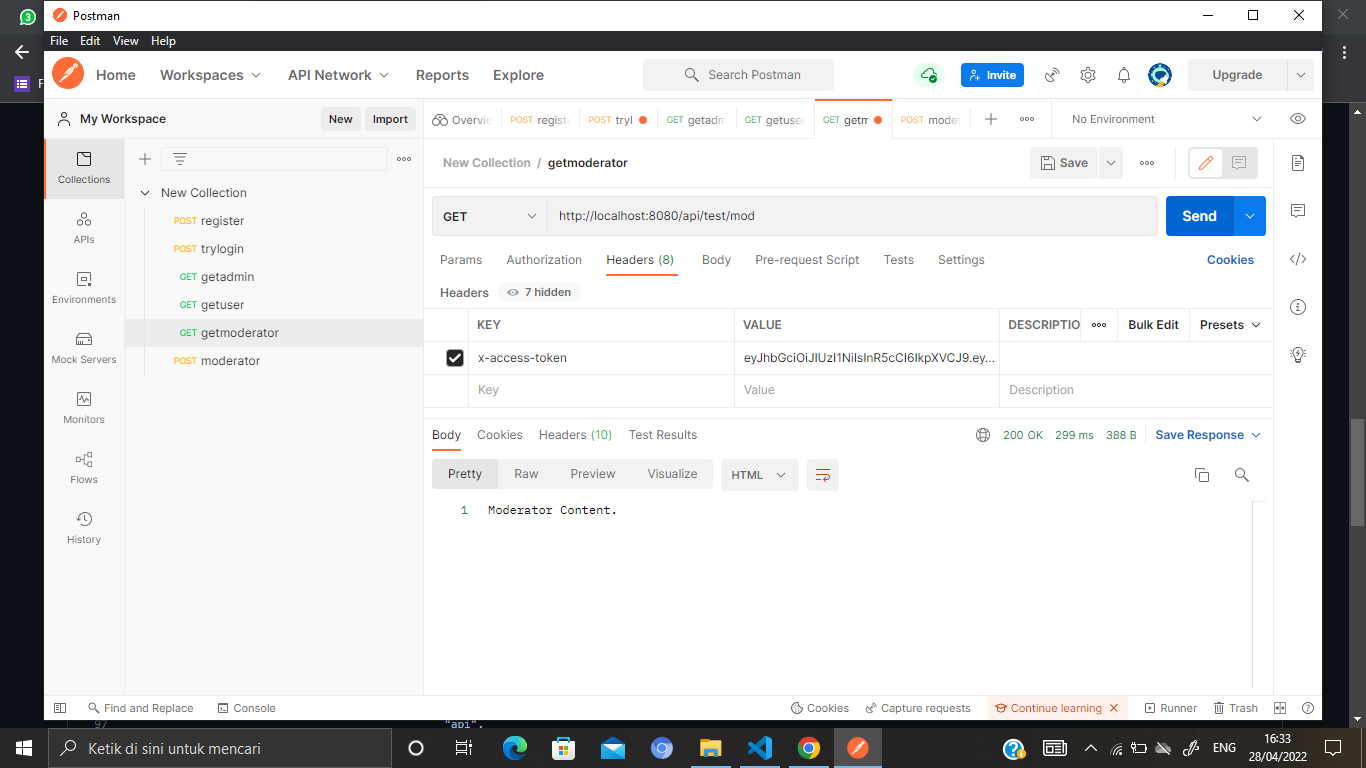 3
Postman
File Edit View Help
Home Workspaces API Network Reports Explore
Search Postman
Invite
Upgrade
My Workspace
New Import
Overvie
POST regist
POST tryl
GET getadm
GET getuse
GET getm
POST mode
No Environment
Collections
APIs
Environments
Mock Servers
Monitors
Flows
History
New Collection
POST register
POST trylogin
GET getadmin
GET getuser
GET getmoderator
POST moderator
New Collection / getmoderator
Save
GET http://localhost:8080/api/test/mod
Send
Params Authorization Headers (8) Body Pre-request Script Tests Settings
Cookies
Headers 7 hidden
KEY VALUE DESCRIPTIO
Bulk Edit Presets
x-access-token eyJhbGciOiJIUzI1NiIsInR5cCI6IkpXVCJ9.ey...
Key Value Description
Body Cookies Headers (10) Test Results
200 OK 299 ms 388 B Save Response
Pretty Raw Preview Visualize HTML
1 Moderator Content.
Find and Replace Console
Cookies Capture requests Continue learning Runner Trash
97 "api".
Ketik di sini untuk mencari
ENG
16:33
28/04/2022